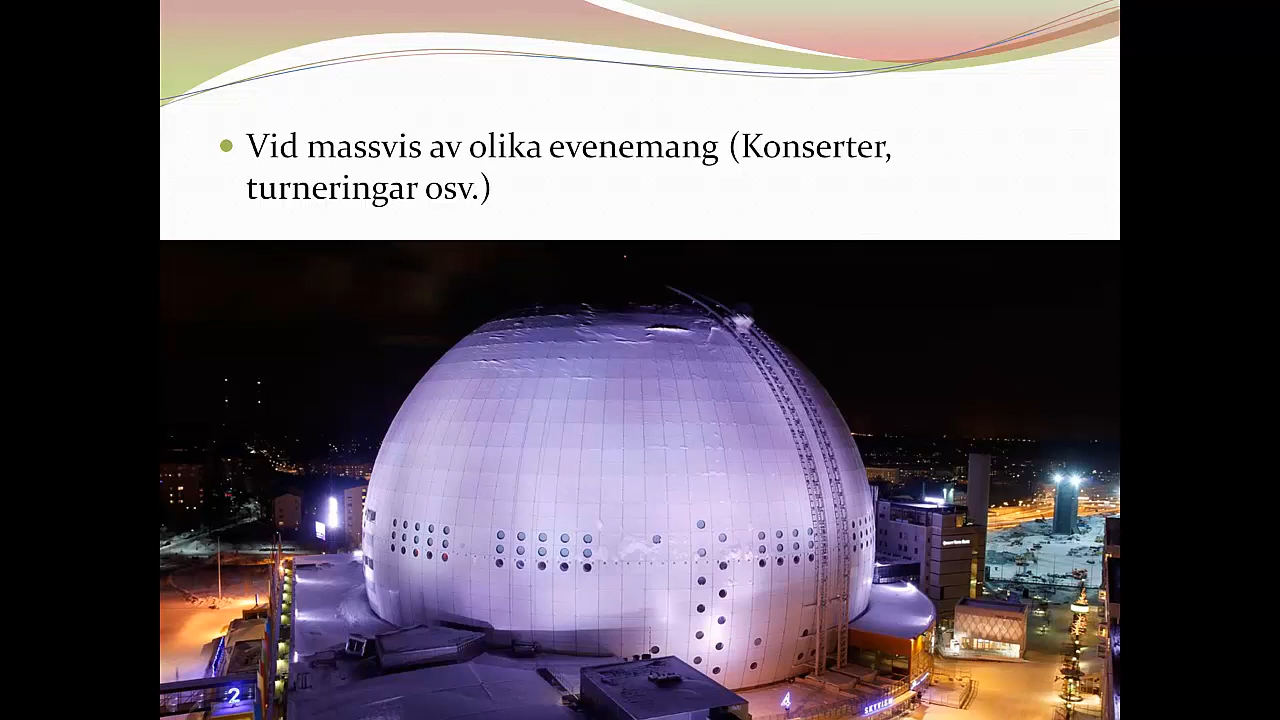 Vid massvis av olika evenemang (Konserter,
turneringar osv.)
2
4
SKYVIEW